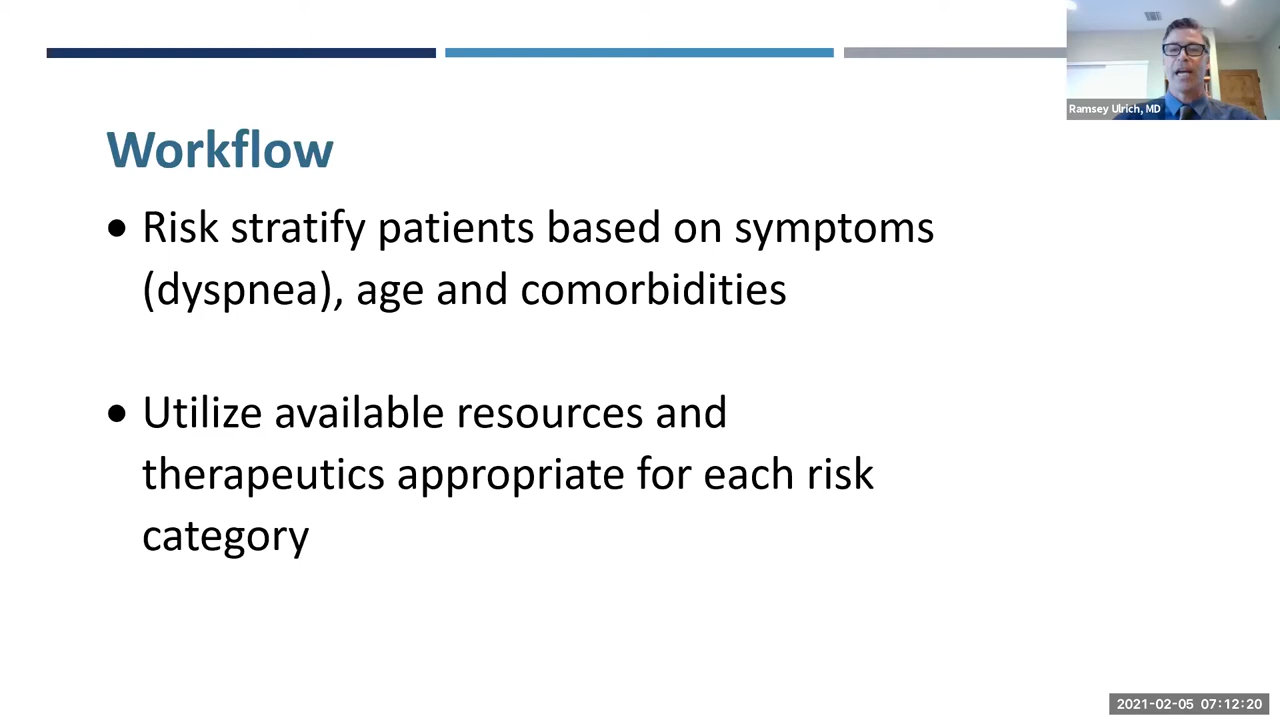 Ramsey Ulrich, MD
Workflow
• Risk stratify patients based on symptoms
(dyspnea), age and comorbidities
• Utilize available resources and
therapeutics appropriate for each risk
category
2021-02-05 07:12:20